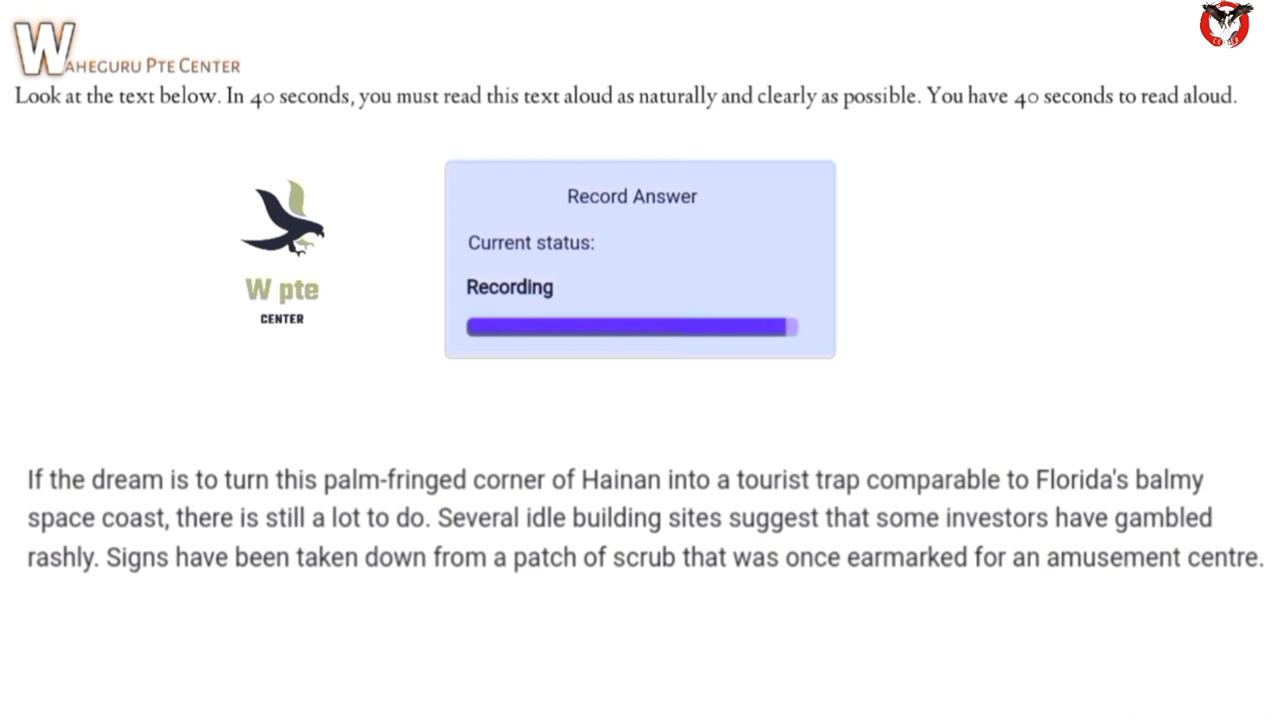 WAHEGURU PTE CENTER
Look at the text below. In 40 seconds, you must read this text aloud as naturally and clearly as possible. You have 40 seconds to read aloud.
Record Answer
Current status:
Recording
W pte
CENTER
If the dream is to turn this palm-fringed corner of Hainan into a tourist trap comparable to Florida's balmy
space coast, there is still a lot to do. Several idle building sites suggest that some investors have gambled
rashly. Signs have been taken down from a patch of scrub that was once earmarked for an amusement centre.